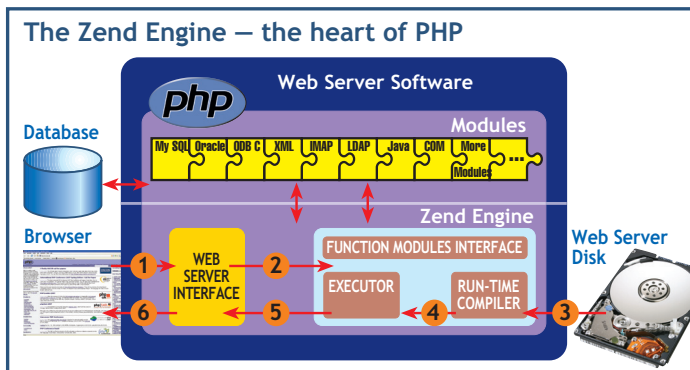 The Zend Engine — the heart of PHP
Web Server Software
php
Modules
Database
My SQL Oracle ODB C XML IMAP LDAP Java COM More Modules ...
Zend Engine
Browser
FUNCTION MODULES INTERFACE
Web Server
Disk
1
WEB
SERVER
INTERFACE
2
EXECUTOR
RUN-TIME
COMPILER
3
4
5
6